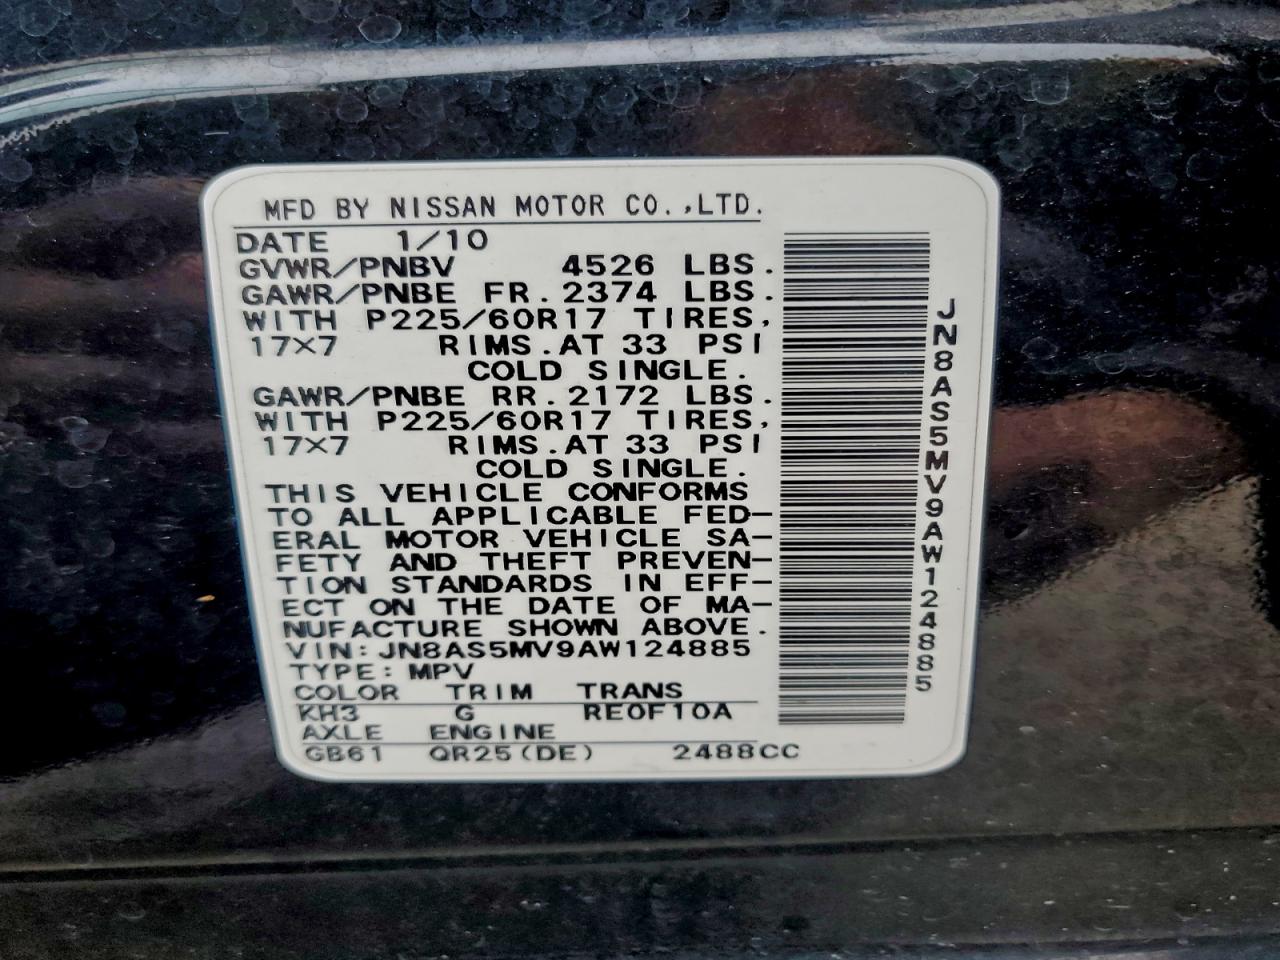 MFD BY NISSAN MOTOR CO.,LTD.
DATE 1/10
GVWR/PNBV 4526 LBS.
GAWR/PNBE FR.2374 LBS.
WITH P225/60R17 TIRES,
17×7 RIMS.AT 33 PSI
COLD SINGLE.
GAWR/PNBE RR.2172 LBS.
WITH P225/60R17 TIRES,
17×7 RIMS.AT 33 PSI
COLD SINGLE.
THIS VEHICLE CONFORMS
TO ALL APPLICABLE FED-
ERAL MOTOR VEHICLE SA-
FETY AND THEFT PREVEN-
TION STANDARDS IN EFF-
ECT ON THE DATE OF MA-
NUFACTURE SHOWN ABOVE.
VIN:JN8AS5MV9AW124885
TYPE:MPV
COLOR TRIM TRANS
KH3 G RE0F10A
AXLE ENGINE
GB61 QR25(DE) 2488CC
JN8AS5MV9AW124885